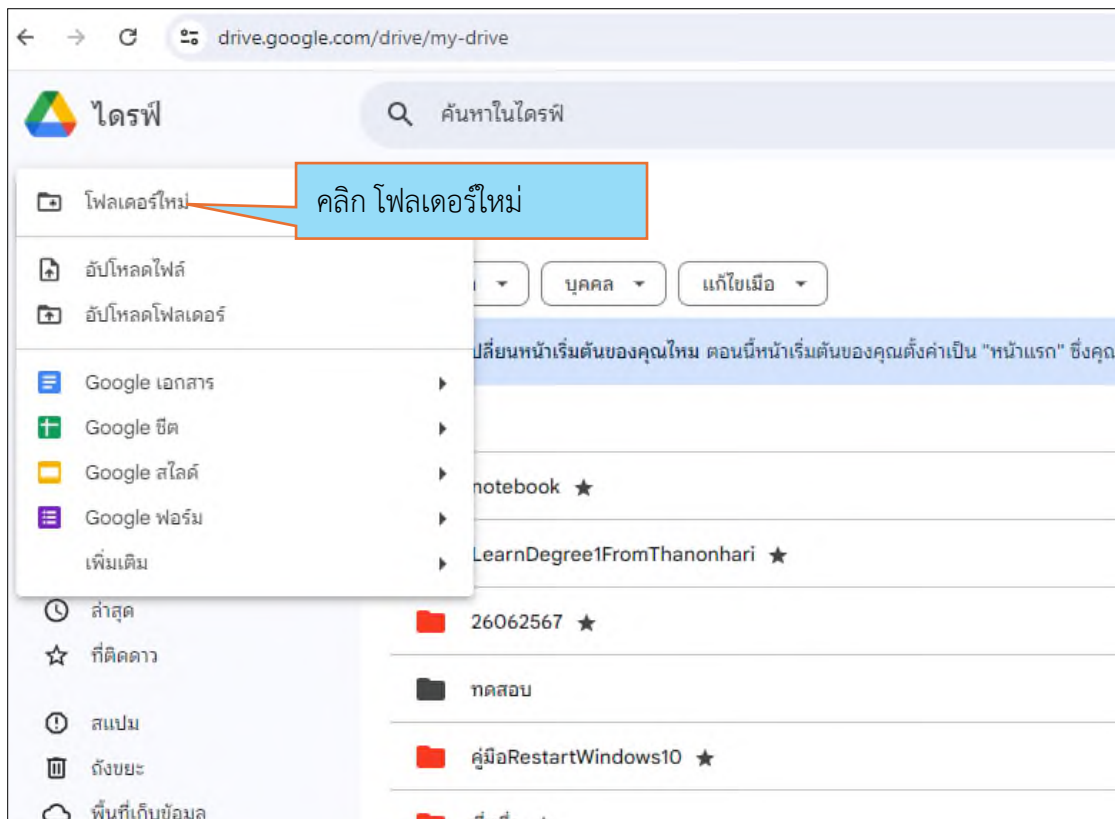 drive.google.com/drive/my-drive
ไดรฟ์
ค้นหาในไดรฟ์
โฟลเดอร์ใหม่
คลิก โฟลเดอร์ใหม่
อัปโหลดไฟล์
อัปโหลดโฟลเดอร์
บุคคล
แก้ไขเมื่อ
ปลี่ยนหน้าเริ่มต้นของคุณไหม ตอนนี้หน้าเริ่มต้นของคุณตั้งค่าเป็น "หน้าแรก" ซึ่งคุณ
Google เอกสาร
Google ชีต
Google สไลด์
Google ฟอร์ม
เพิ่มเติม
notebook
LearnDegree1FromThanonhari
ล่าสุด
26062567
ที่ติดดาว
ทดสอบ
สแปม
คู่มือRestartWindows10
ถังขยะ
พื้นที่เก็บข้อมูล